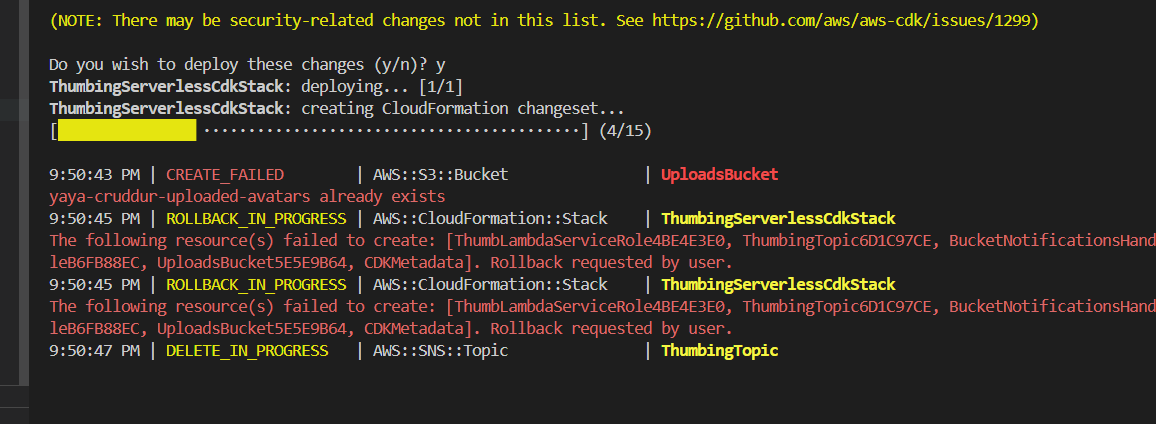 (NOTE: There may be security-related changes not in this list. See https://github.com/aws/aws-cdk/issues/1299)
Do you wish to deploy these changes (y/n)? y
ThumbingServerlessCdkStack: deploying... [1/1]
ThumbingServerlessCdkStack: creating CloudFormation changeset...
[ ··········································] (4/15)
9:50:43 PM | CREATE_FAILED | AWS::S3::Bucket | UploadsBucket
yaya-cruddur-uploaded-avatars already exists
9:50:45 PM | ROLLBACK_IN_PROGRESS | AWS::CloudFormation::Stack | ThumbingServerlessCdkStack
The following resource(s) failed to create: [ThumbLambdaServiceRole4BE4E3E0, ThumbingTopic6D1C97CE, BucketNotificationsHand
leB6FB88EC, UploadsBucket5E5E9B64, CDKMetadata]. Rollback requested by user.
9:50:45 PM | ROLLBACK_IN_PROGRESS | AWS::CloudFormation::Stack | ThumbingServerlessCdkStack
The following resource(s) failed to create: [ThumbLambdaServiceRole4BE4E3E0, ThumbingTopic6D1C97CE, BucketNotificationsHand
leB6FB88EC, UploadsBucket5E5E9B64, CDKMetadata]. Rollback requested by user.
9:50:47 PM | DELETE_IN_PROGRESS | AWS::SNS::Topic | ThumbingTopic